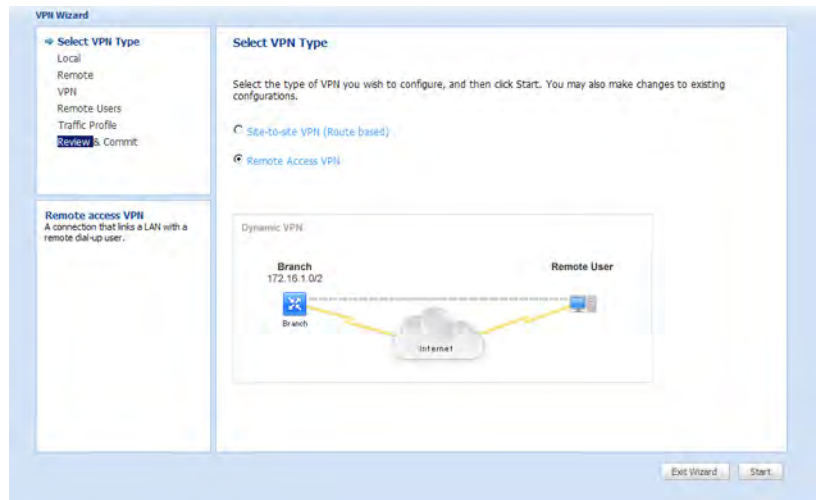 VPN Wizard
Select VPN Type
Local
Remote
VPN
Remote Users
Traffic Profile
Review & Commit
Remote access VPN
A connection that links a LAN with a
remote dial-up user.
Select VPN Type
Select the type of VPN you wish to configure, and then click Start. You may also make changes to existing
configurations.
Site-to-site VPN (Route based)
Remote Access VPN
Dynamic VPN
Branch
172.16.1.0/2
Remote User
Branch
Internet
Exit Wizard
Start